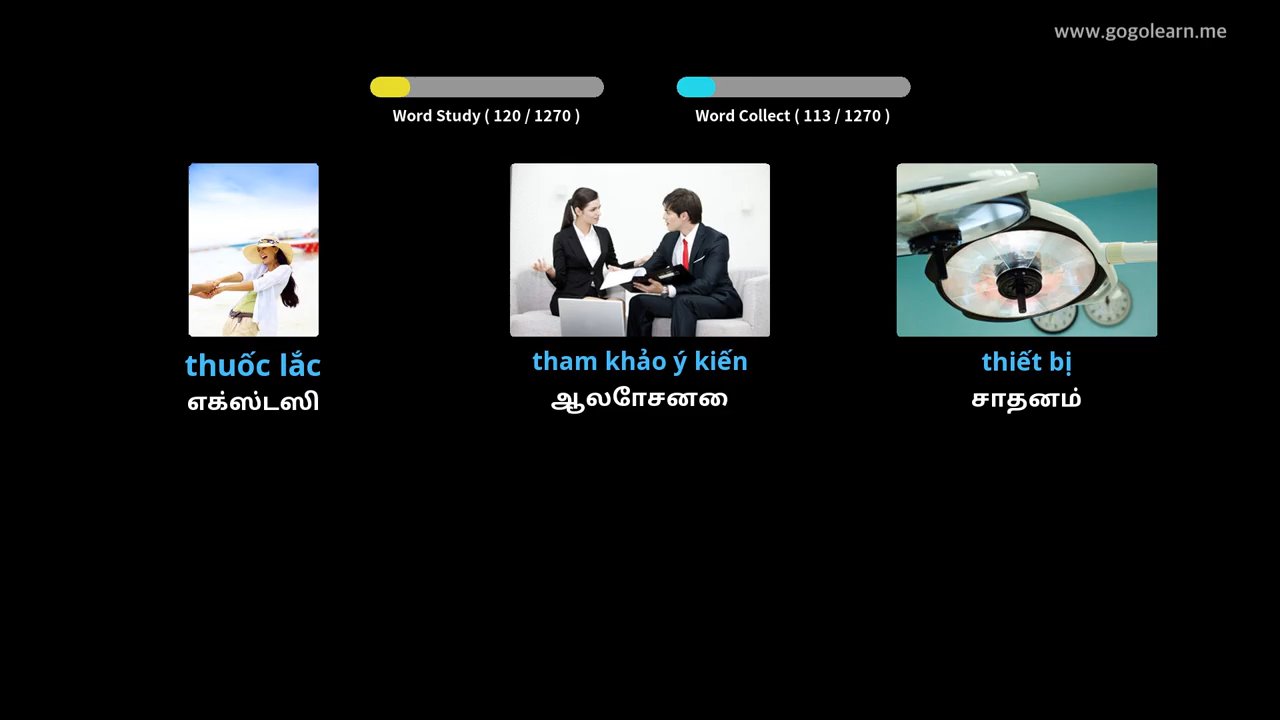 www.gogolearn.me
Word Study ( 120 / 1270 )
Word Collect ( 113 / 1270 )
thuốc lắc
எக்ஸ்டஸி
tham khảo ý kiến
ஆலோசனை
thiết bị
சாதனம்